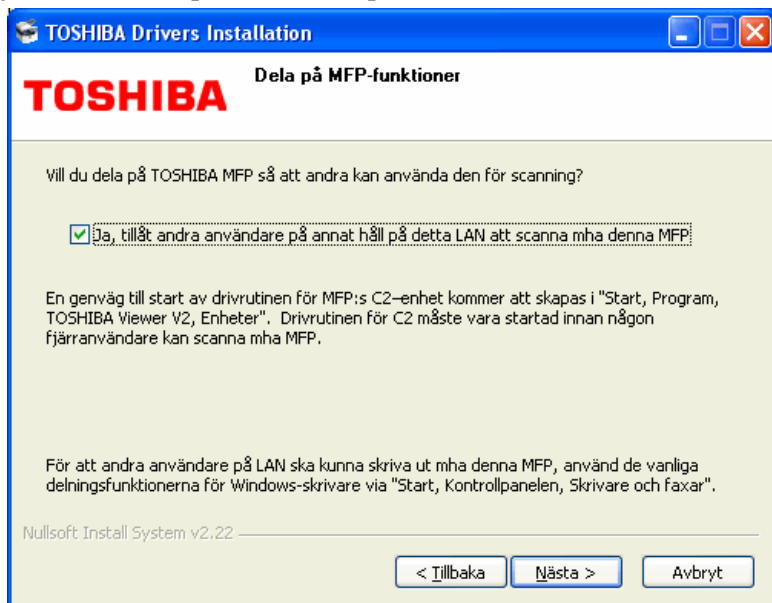 TOSHIBA Drivers Installation
Dela på MFP-funktioner
TOSHIBA
Vill du dela på TOSHIBA MFP så att andra kan använda den för scanning?
Ja, tillåt andra användare på annat håll på detta LAN att scanna mha denna MFP
En genväg till start av drivrutinen för MFP:s C2-enhet kommer att skapas i "Start, Program,
TOSHIBA Viewer V2, Enheter". Drivrutinen för C2 måste vara startad innan någon
fjärranvändare kan scanna mha MFP.
För att andra användare på LAN ska kunna skriva ut mha denna MFP, använd de vanliga
delningsfunktionerna för Windows-skrivare via "Start, Kontrollpanelen, Skrivare och faxar".
Nullsoft Install System v2.22
< Tillbaka
Nästa >
Avbryt